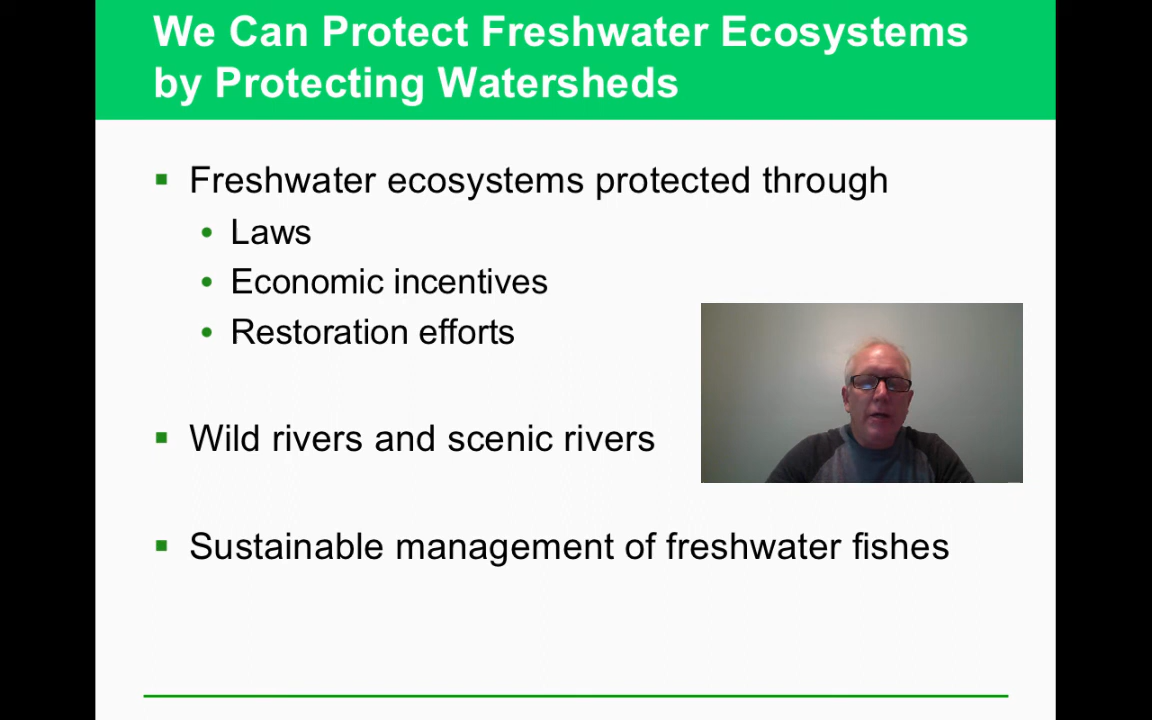 We Can Protect Freshwater Ecosystems
by Protecting Watersheds
Freshwater ecosystems protected through
Laws
Economic incentives
Restoration efforts
Wild rivers and scenic rivers
Sustainable management of freshwater fishes